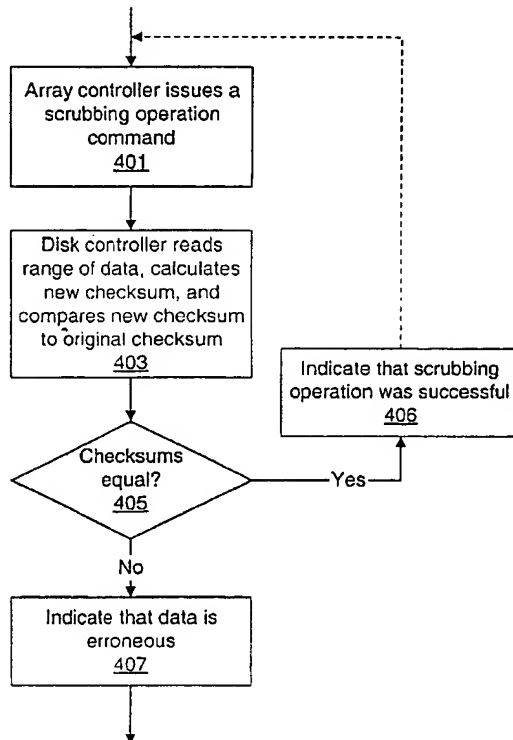 Array controller issues a
scrubbing operation
command
401
Disk controller reads
range of data, calculates
new checksum, and
compares new checksum
to original checksum
403
Indicate that scrubbing
operation was successful
406
Checksums
equal?
405
Yes
No
Indicate that data is
erroneous
407